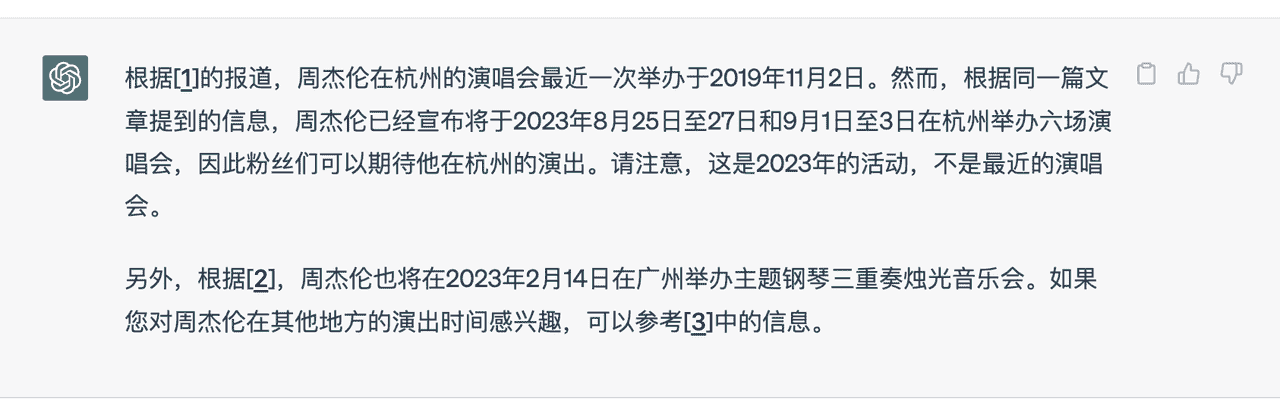 根据[1]的报道，周杰伦在杭州的演唱会最近一次举办于2019年11月2日。然而，根据同一篇文
章提到的信息，周杰伦已经宣布将于2023年8月25日至27日和9月1日至3日在杭州举办六场演
唱会，因此粉丝们可以期待他在杭州的演出。请注意，这是2023年的活动，不是最近的演唱
会。
另外，根据[2]，周杰伦也将在2023年2月14日在广州举办主题钢琴三重奏烛光音乐会。如果
您对周杰伦在其他地方的演出时间感兴趣，可以参考[3]中的信息。